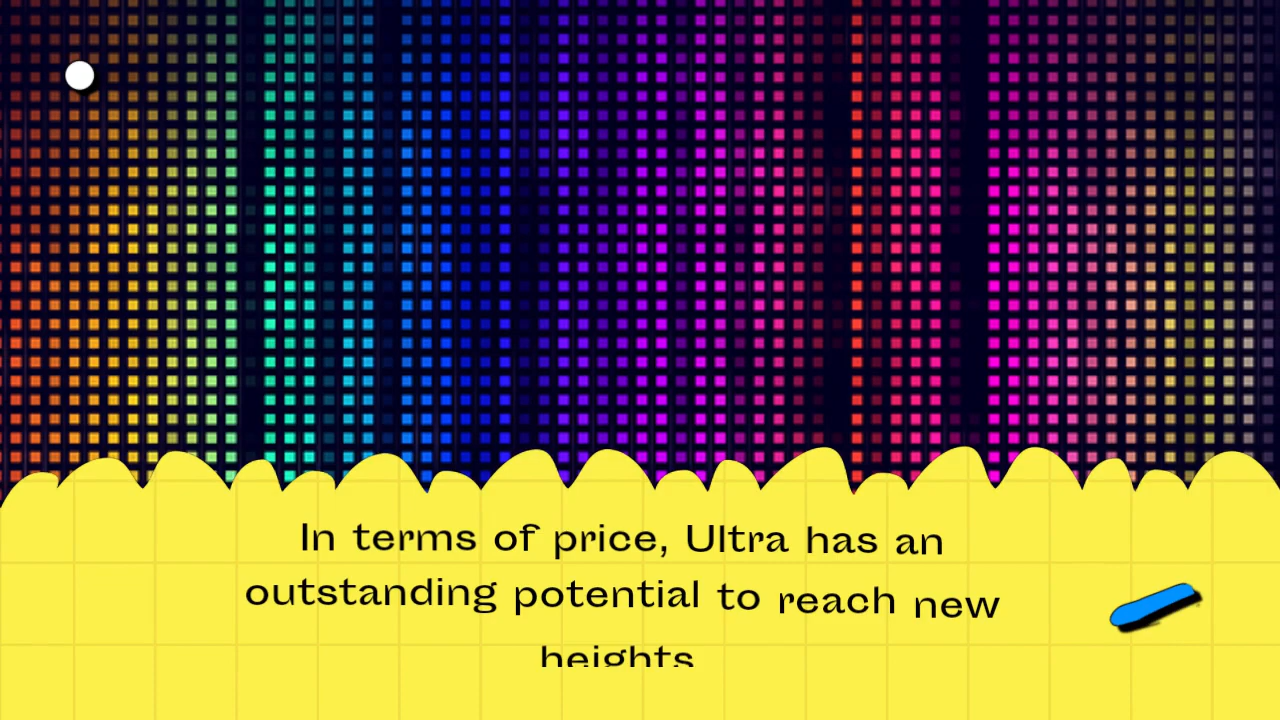 In terms of price, Ultra has an
outstanding potential to reach new
heights